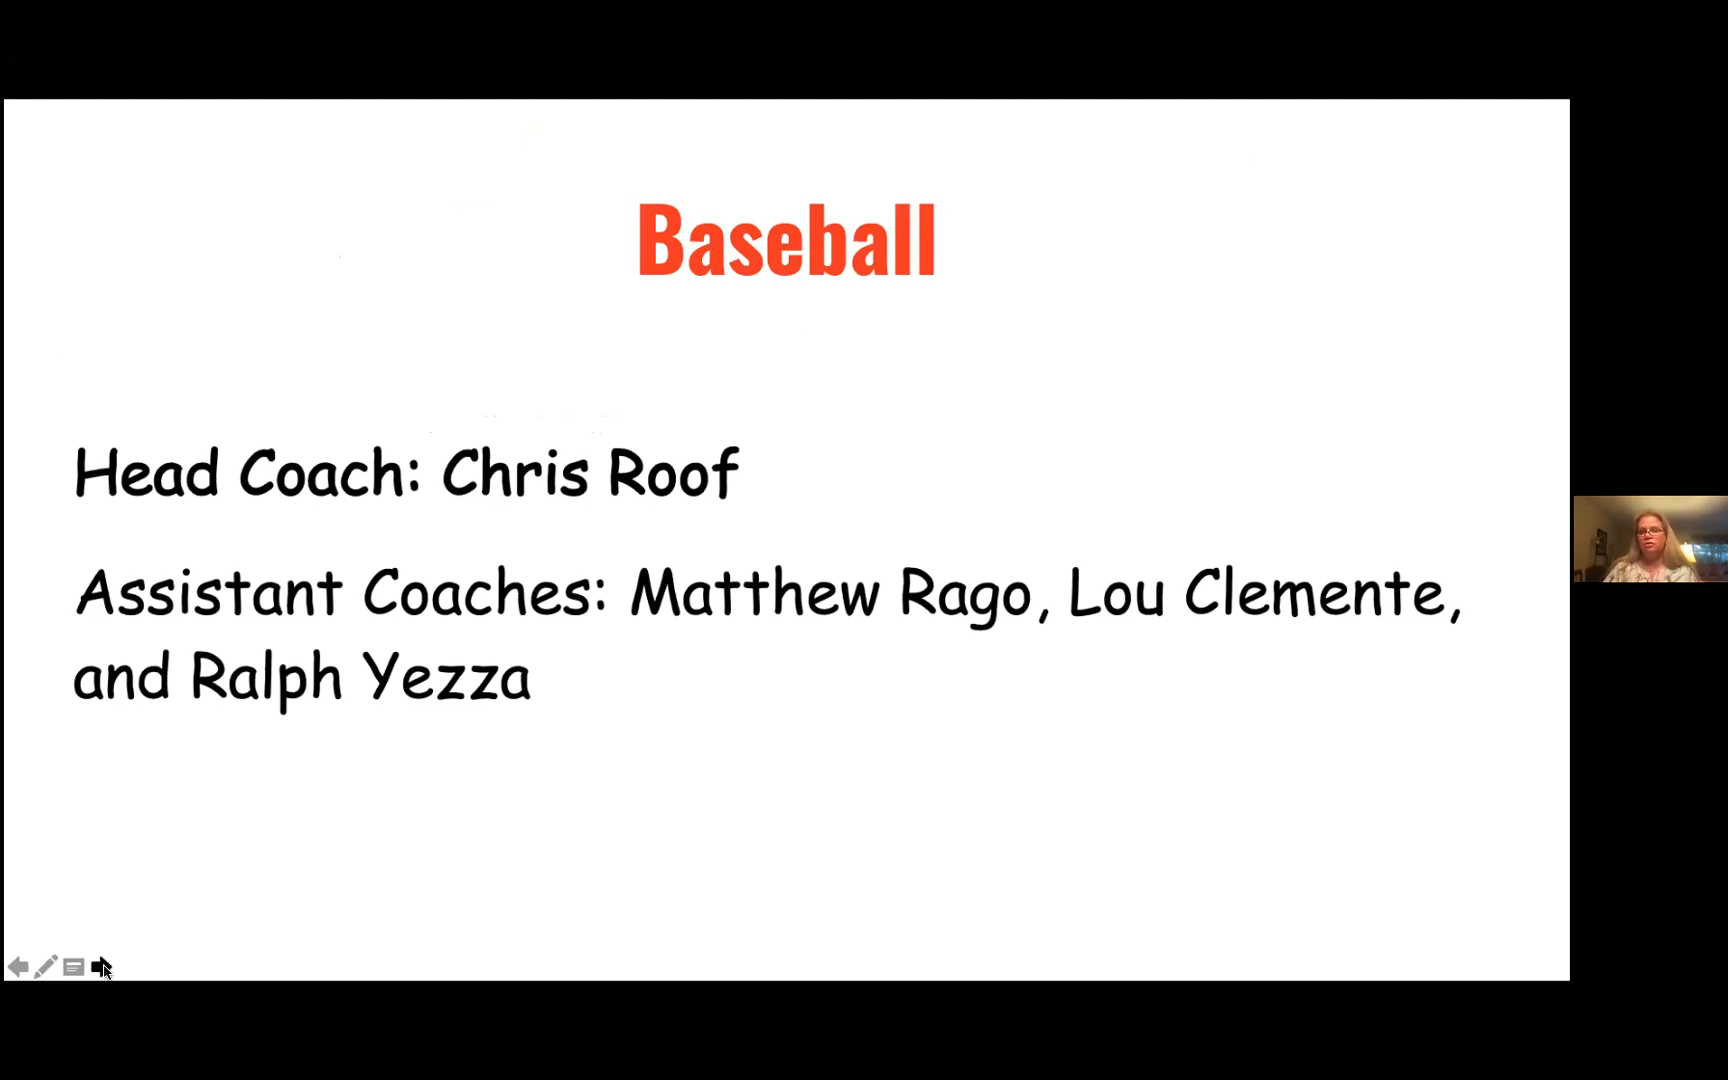 Baseball
Head Coach: Chris Roof
Assistant Coaches: Matthew Rago, Lou Clemente,
and Ralph Yezza